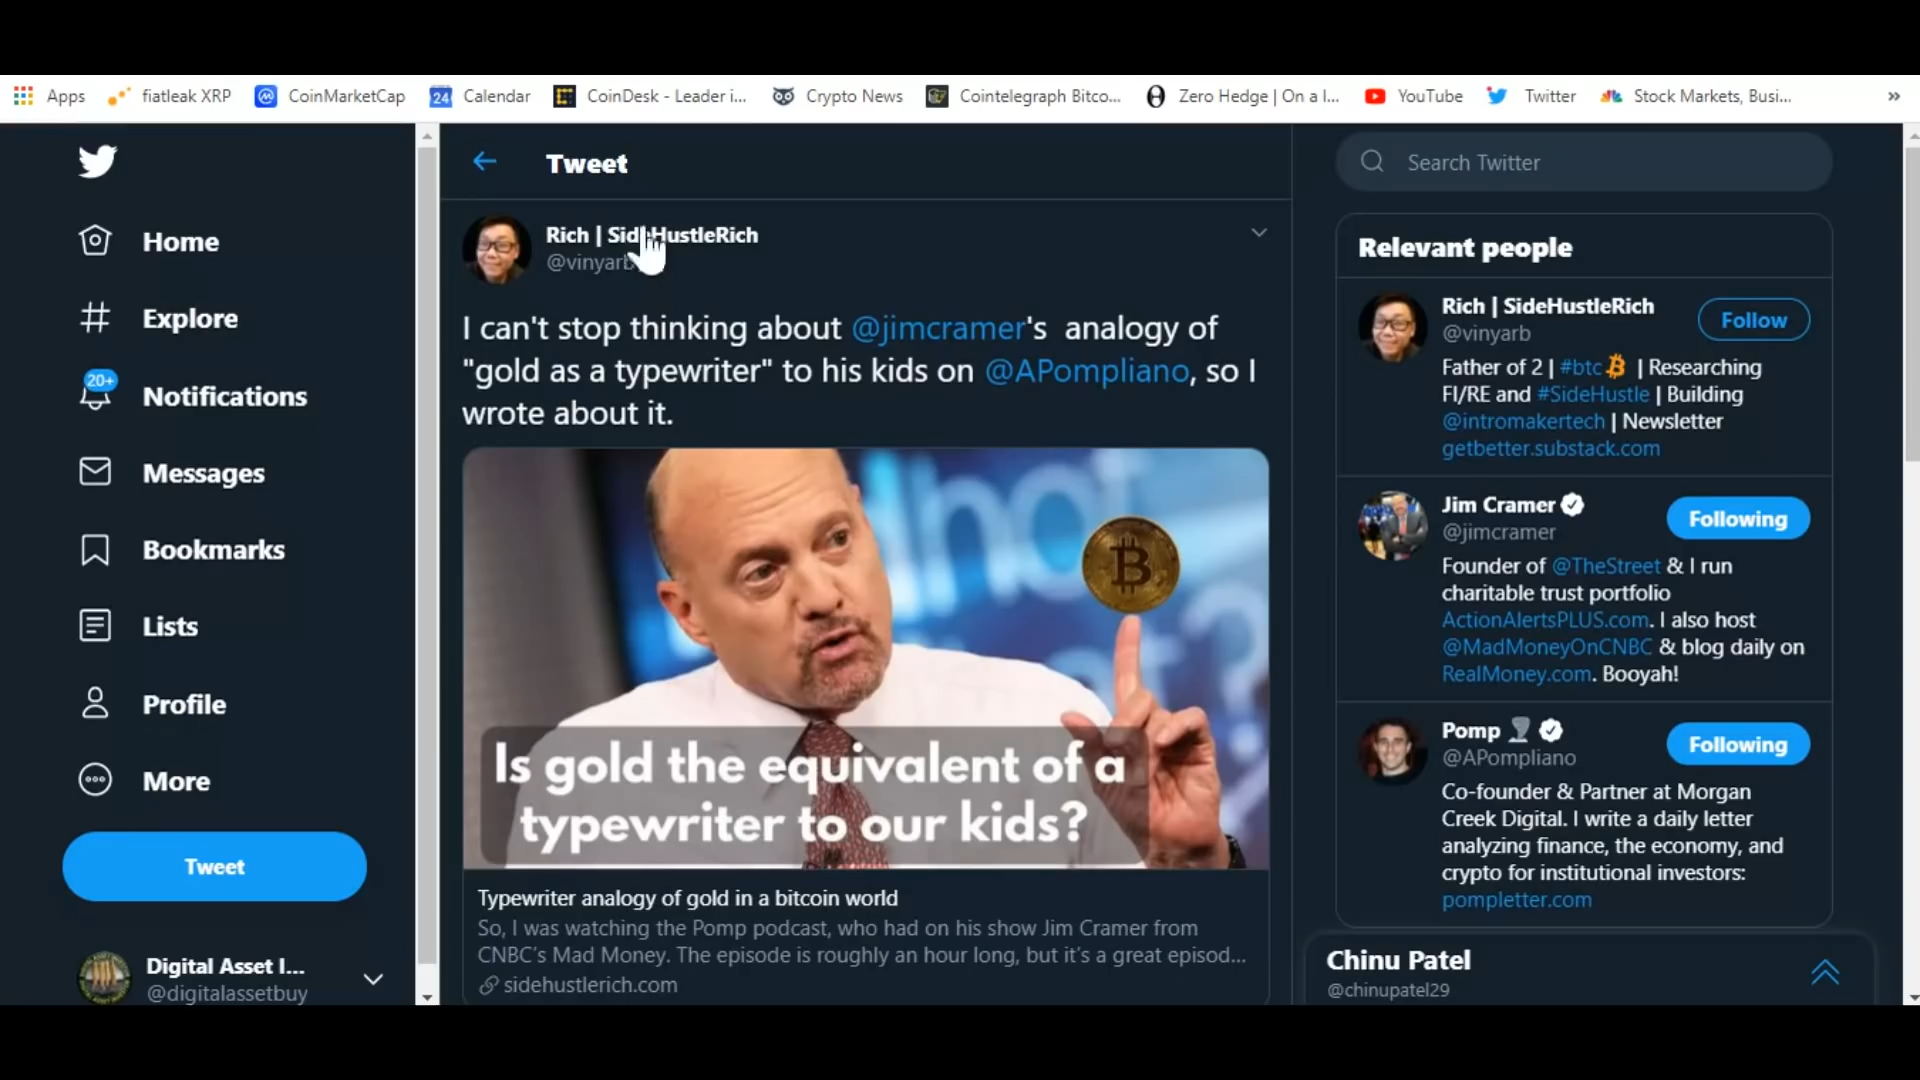 Apps fiatleak XRP CoinMarketCap 24 Calendar CoinDesk - Leader i... Crypto News Cointelegraph Bitco... Zero Hedge | On a l... YouTube Twitter Stock Markets, Busi... »
Home
Explore
20+
Notifications
Messages
Bookmarks
Lists
Profile
More
Tweet
Digital Asset I...
@digitalassetbuy
Tweet
Rich | SideHustleRich
@vinyarb
I can't stop thinking about @jimcramer's analogy of
"gold as a typewriter" to his kids on @APompliano, so I
wrote about it.
Is gold the equivalent of a
typewriter to our kids?
Typewriter analogy of gold in a bitcoin world
So, I was watching the Pomp podcast, who had on his show Jim Cramer from
CNBC's Mad Money. The episode is roughly an hour long, but it's a great episod...
sidehustlerich.com
Search Twitter
Relevant people
Rich | SideHustleRich
@vinyarb
Follow
Father of 2 | #btc | Researching
FI/RE and #SideHustle | Building
@intromakertech | Newsletter
getbetter.substack.com
Jim Cramer
@jimcramer
Following
Founder of @TheStreet & I run
charitable trust portfolio
ActionAlertsPLUS.com. I also host
@MadMoneyOnCNBC & blog daily on
RealMoney.com. Booyah!
Pomp
@APompliano
Following
Co-founder & Partner at Morgan
Creek Digital. I write a daily letter
analyzing finance, the economy, and
crypto for institutional investors:
pompletter.com
Chinu Patel
@chinupatel29